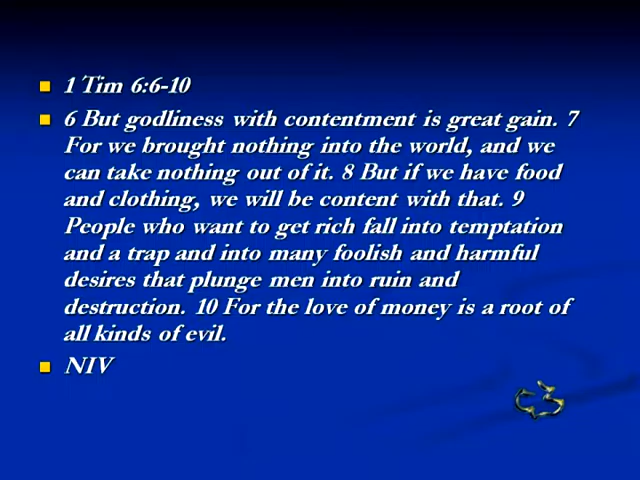 1 Tim 6:6-10
6 But godliness with contentment is great gain. 7
For we brought nothing into the world, and we
can take nothing out of it. 8 But if we have food
and clothing, we will be content with that. 9
People who want to get rich fall into temptation
and a trap and into many foolish and harmful
desires that plunge men into ruin and
destruction. 10 For the love of money is a root of
all kinds of evil.
NIV